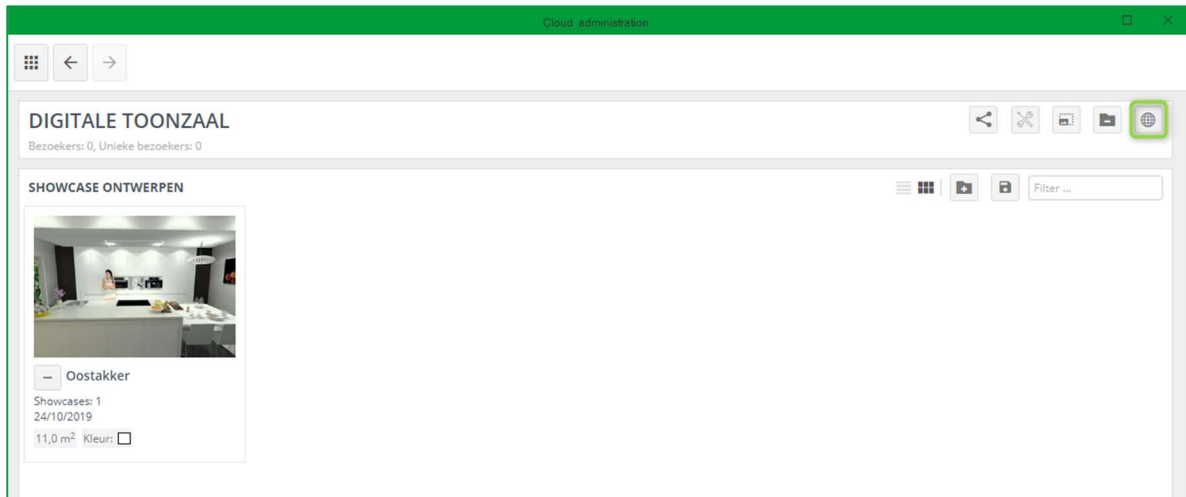 Cloud administration
DIGITALE TOONZAAL
Bezoekers: 0, Unieke bezoekers: 0
SHOWCASE ONTWERPEN
Filter ...
Oostakker
Showcases: 1
24/10/2019
11,0 m² Kleur: